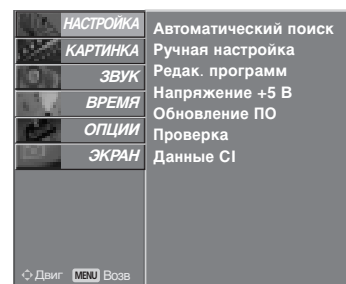 НАСТРОЙКА
КАРТИНКА
ЗВУК
ВРЕМЯ
ОПЦИИ
ЭКРАН
Автоматический поиск
Ручная настройка
Редак. программ
Напряжение +5 В
Обновление ПО
Проверка
Данные CI
Двиг MENU Возв